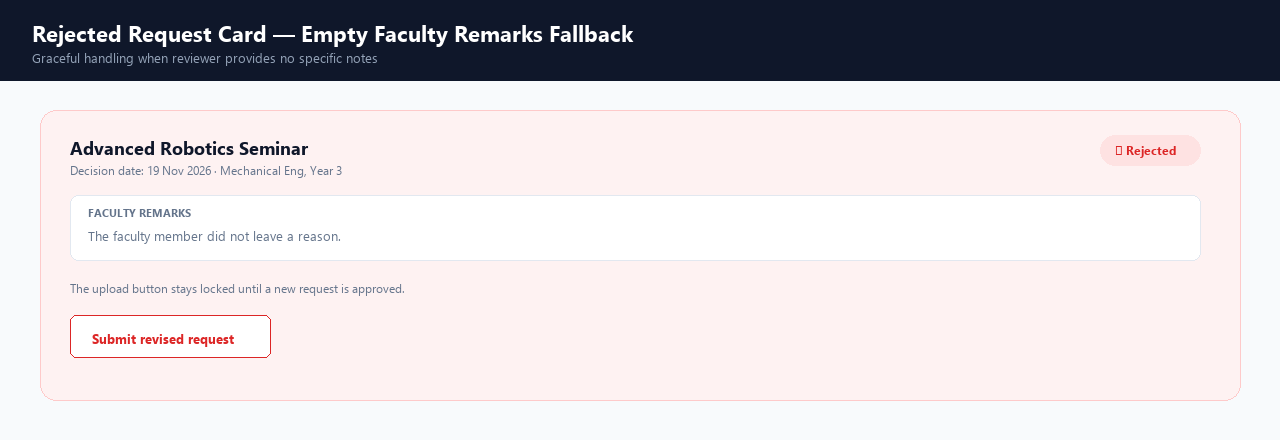 Rejected Request Card — Empty Faculty Remarks Fallback
Graceful handling when reviewer provides no specific notes
Advanced Robotics Seminar
Rejected
Decision date: 19 Nov 2026 · Mechanical Eng, Year 3
FACULTY REMARKS
The faculty member did not leave a reason.
The upload button stays locked until a new request is approved.
Submit revised request